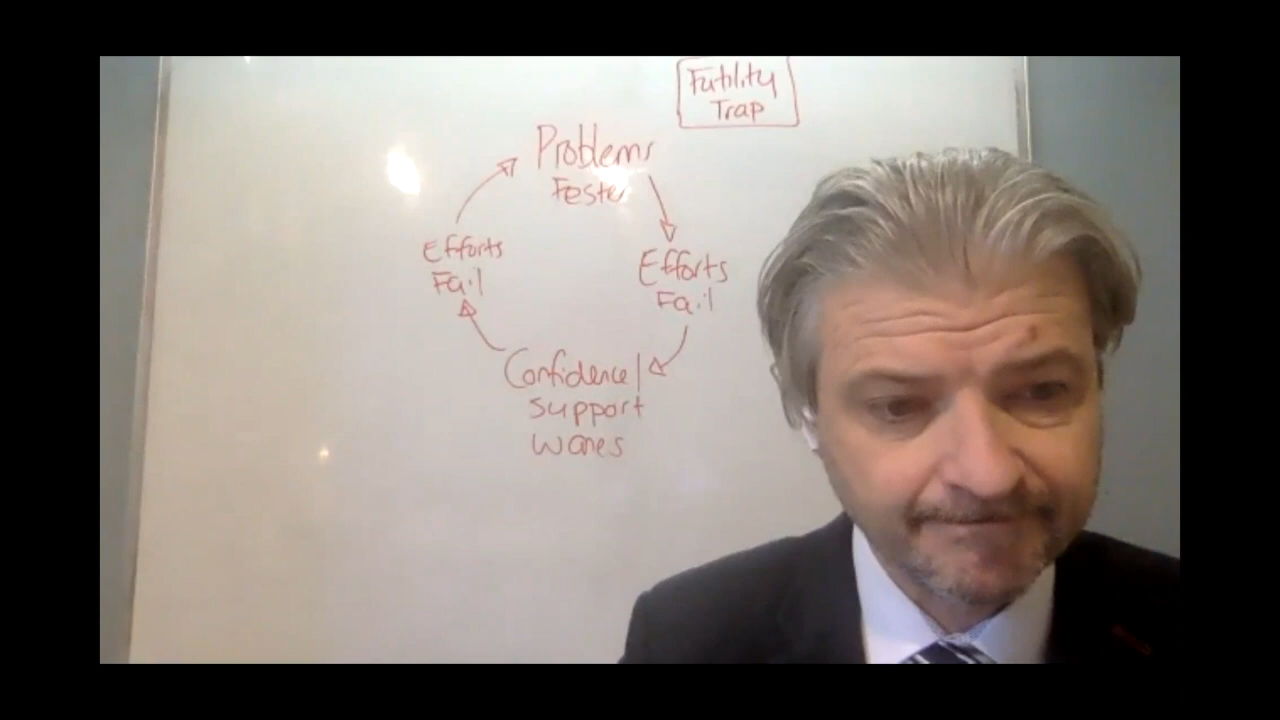 Futility
Trap
Problems
Fester
Efforts
Fail
Confidence/
support
wanes
Efforts
Fail